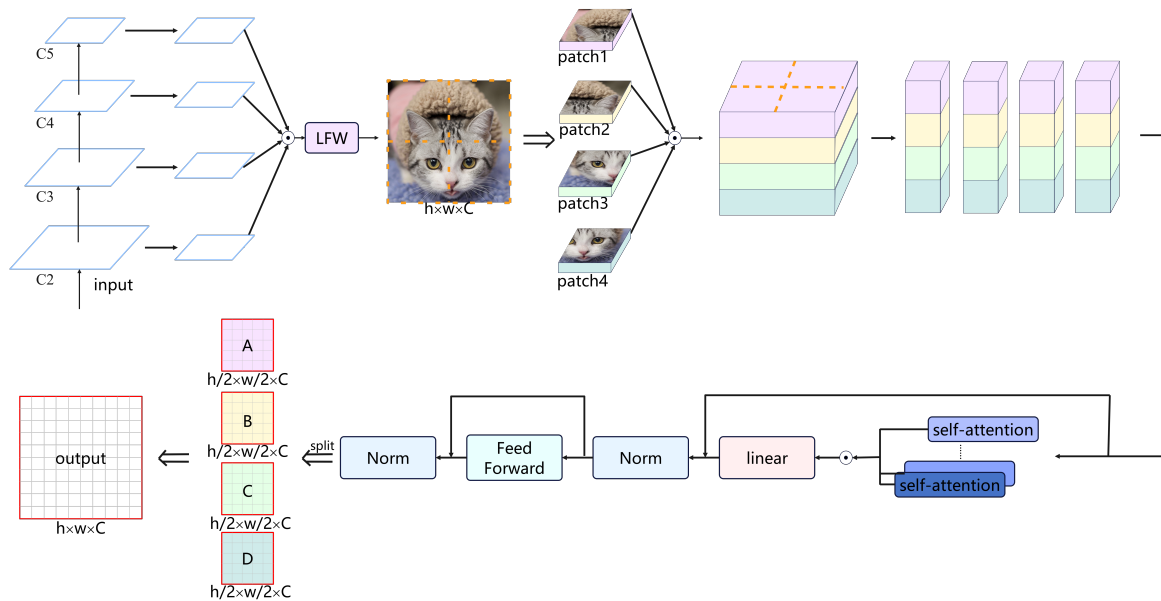 C5
C4
C3
C2
input
LFW
h×w×C
patch1
patch2
patch3
patch4
A
h/2×w/2×C
B
h/2×w/2×C
C
h/2×w/2×C
D
h/2×w/2×C
output
h×w×C
split
Norm
Feed
Forward
Norm
linear
self-attention
self-attention